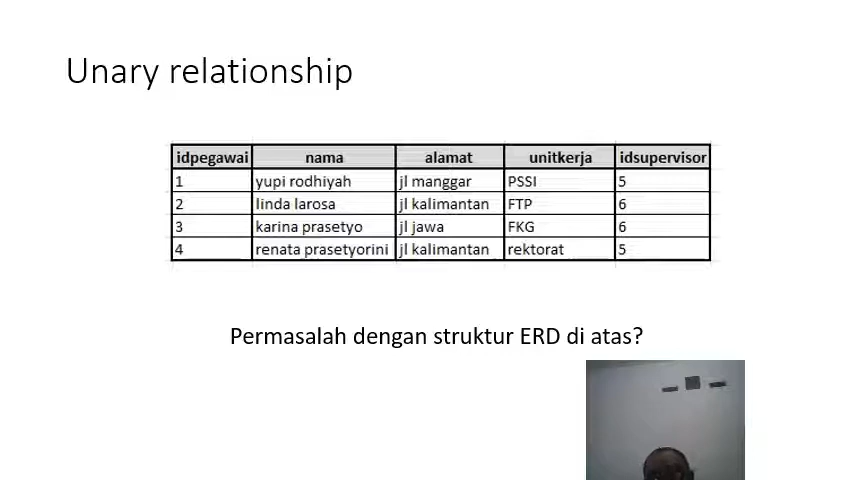 Unary relationship
idpegawai nama alamat unitkerja idsupervisor
1 yupi rodhiyah jl manggar PSSI 5
2 linda larosa jl kalimantan FTP 6
3 karina prasetyo jl jawa FKG 6
4 renata prasetyorini jl kalimantan rektorat 5
Permasalah dengan struktur ERD di atas?